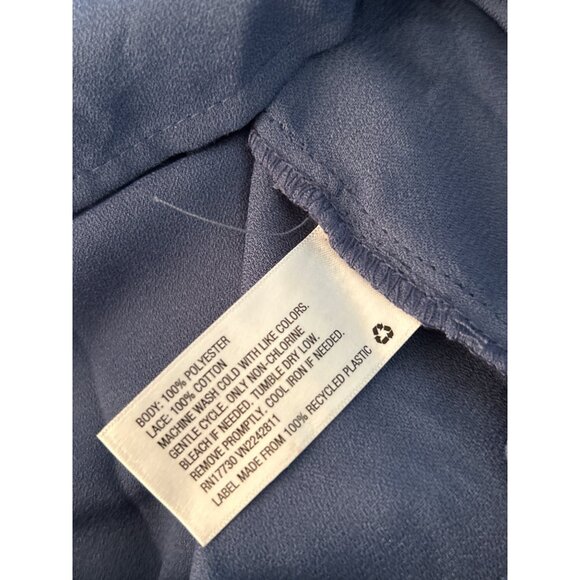 BODY: 100% POLYESTER
LACE: 100% COTTON
MACHINE WASH COLD WITH LIKE COLORS.
GENTLE CYCLE. ONLY NON-CHLORINE
BLEACH IF NEEDED. TUMBLE DRY LOW.
REMOVE PROMPTLY. COOL IRON IF NEEDED.
RN17730 VN2242811
LABEL MADE FROM 100% RECYCLED PLASTIC